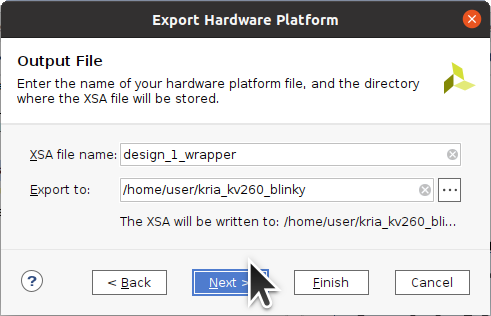 Export Hardware Platform
Output File
Enter the name of your hardware platform file, and the directory
where the XSA file will be stored.
XSA file name: design_1_wrapper
Export to: /home/user/kria_kv260_blinky ...
The XSA will be written to: /home/user/kria_kv260_bli...
? < Back Next > Finish Cancel